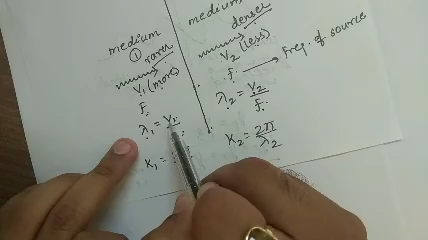 medium
① rarer
V₁ (more)
f
λ₁ = V₁
K₁ =
medium
denser
V₂ (less)
f → Freq. of source
λ₂ = V₂/f
K₂ = 2π/λ₂